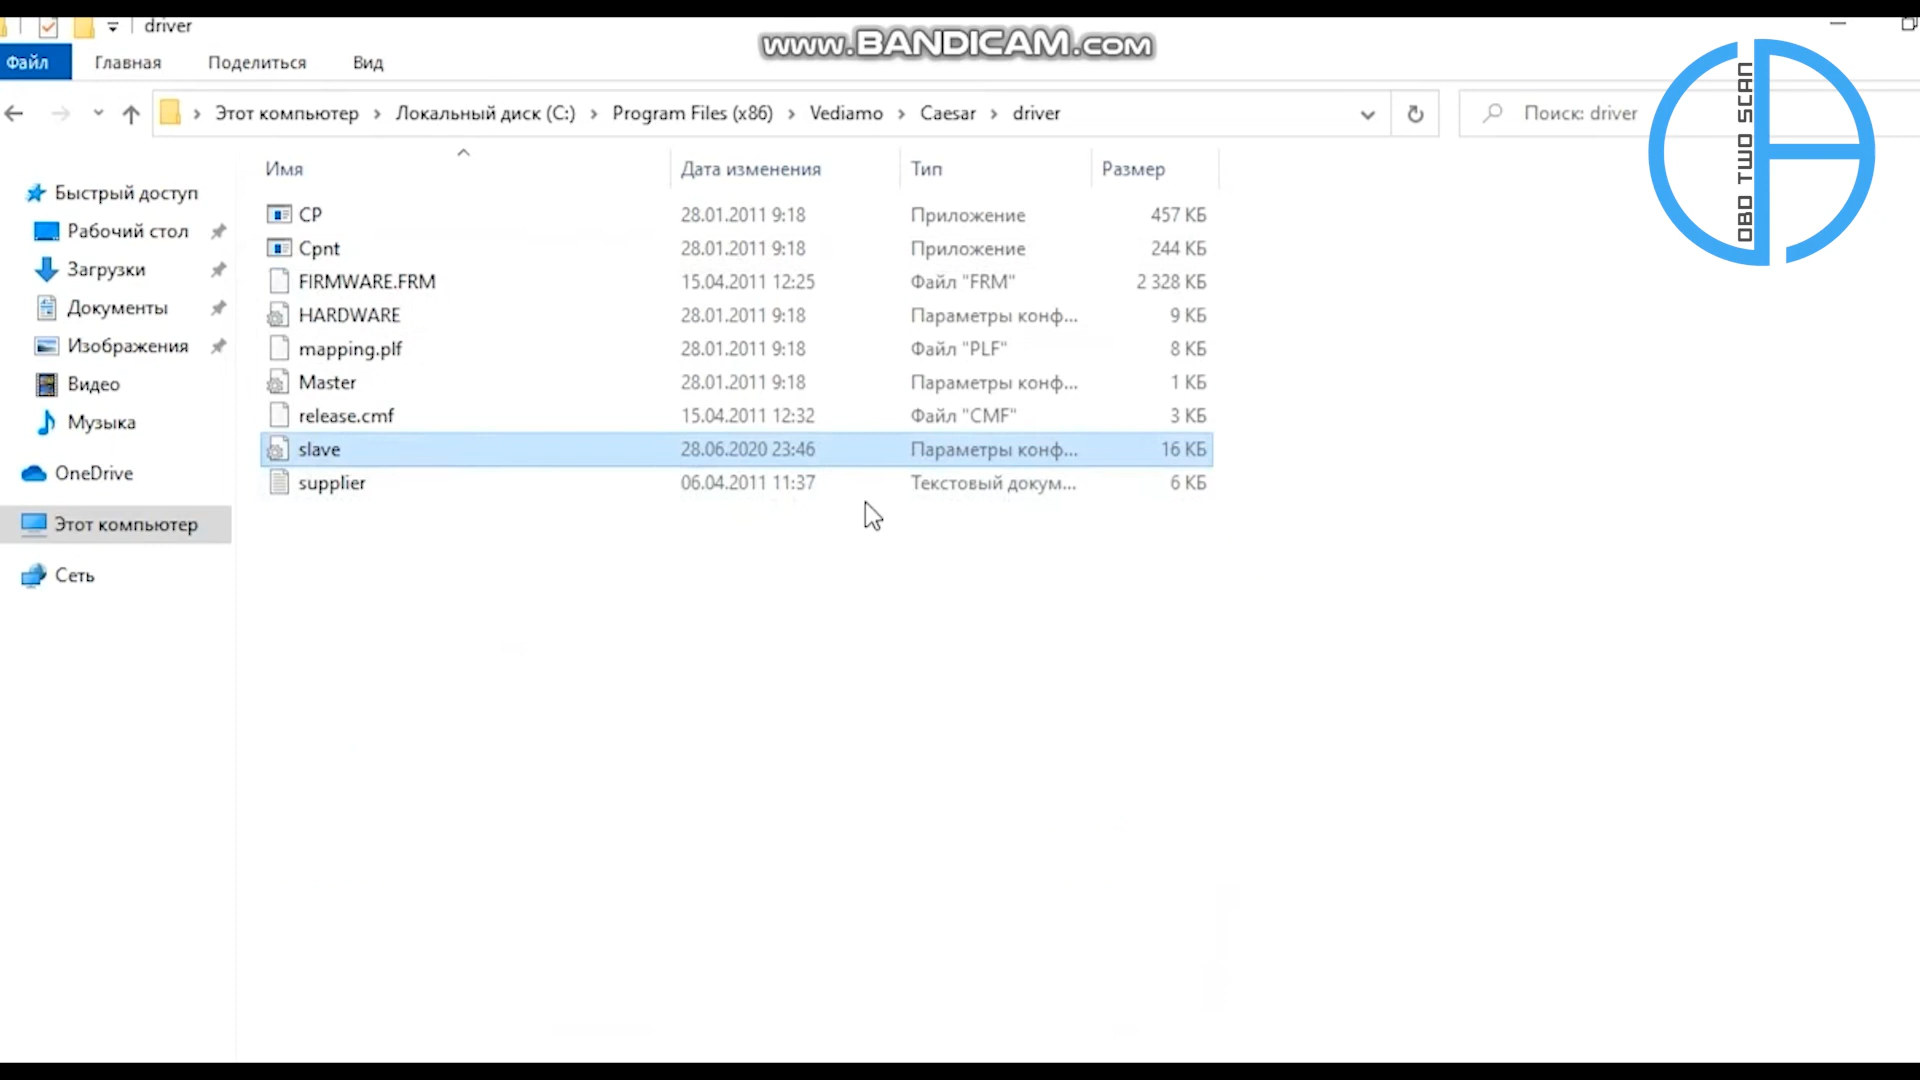 driver
www.BANDICAM.com
Файл Главная Поделиться Вид
Этот компьютер › Локальный диск (C:) › Program Files (x86) › Vediamo › Caesar › driver
Поиск: driver
OBD TWO SCAN
Имя Дата изменения Тип Размер
CP 28.01.2011 9:18 Приложение 457 КБ
Cpnt 28.01.2011 9:18 Приложение 244 КБ
FIRMWARE.FRM 15.04.2011 12:25 Файл "FRM" 2 328 КБ
HARDWARE 28.01.2011 9:18 Параметры конф... 9 КБ
mapping.plf 28.01.2011 9:18 Файл "PLF" 8 КБ
Master 28.01.2011 9:18 Параметры конф... 1 КБ
release.cmf 15.04.2011 12:32 Файл "CMF" 3 КБ
slave 28.06.2020 23:46 Параметры конф... 16 КБ
supplier 06.04.2011 11:37 Текстовый докум... 6 КБ
Быстрый доступ
Рабочий стол
Загрузки
Документы
Изображения
Видео
Музыка
OneDrive
Этот компьютер
Сеть